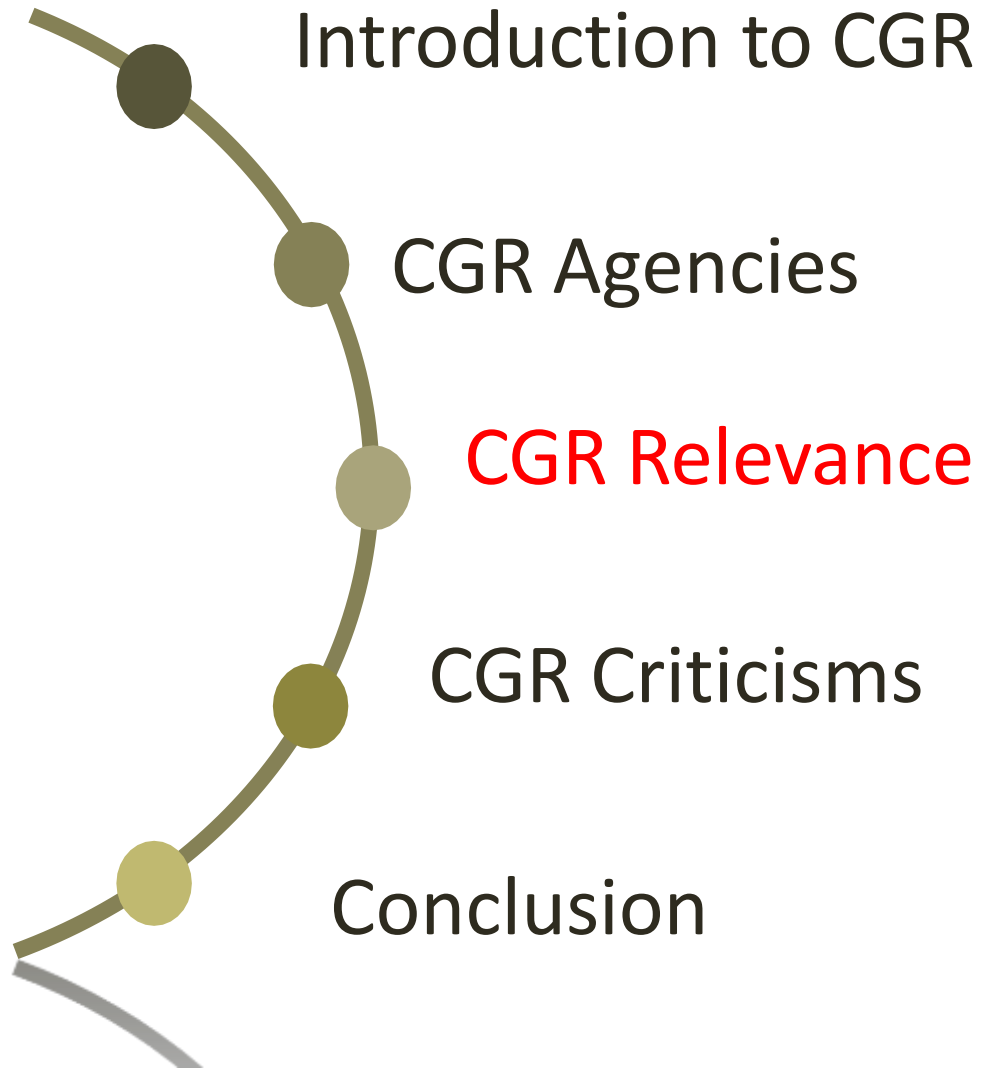 Introduction to CGR
CGR Agencies
CGR Relevance
CGR Criticisms
Conclusion